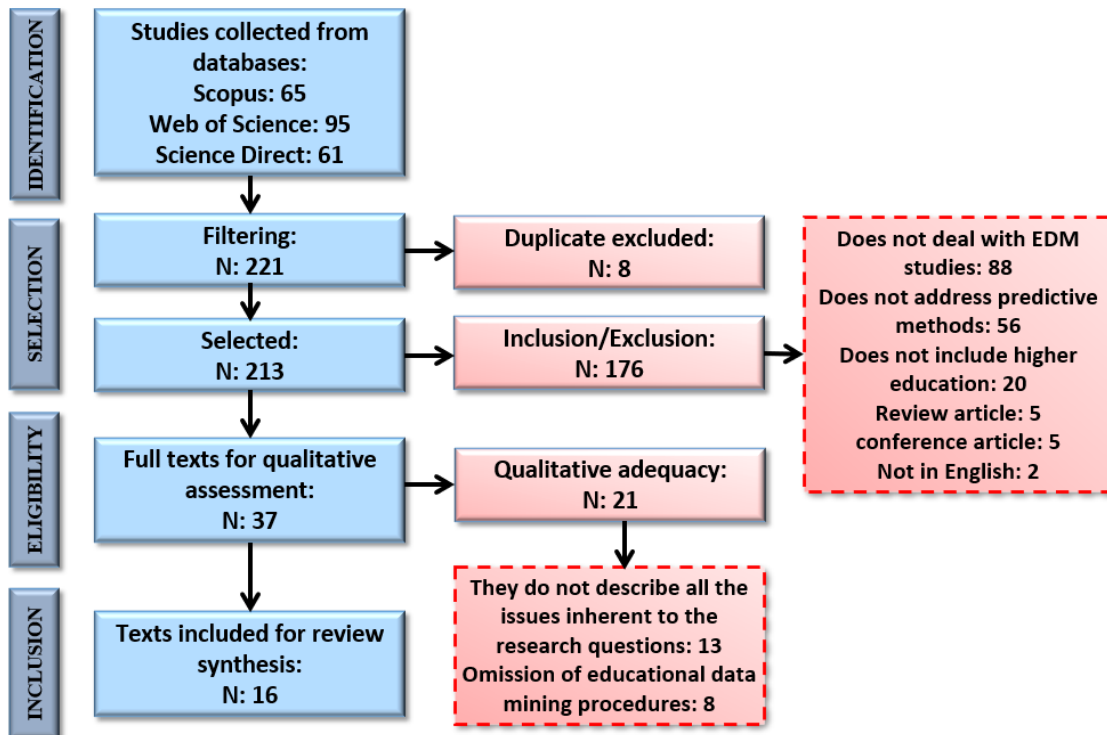 IDENTIFICATION
Studies collected from
databases:
Scopus: 65
Web of Science: 95
Science Direct: 61
SELECTION
Filtering:
N: 221
Duplicate excluded:
N: 8
Selected:
N: 213
Inclusion/Exclusion:
N: 176
Does not deal with EDM
studies: 88
Does not address predictive
methods: 56
Does not include higher
education: 20
Review article: 5
conference article: 5
Not in English: 2
ELIGIBILITY
Full texts for qualitative
assessment:
N: 37
Qualitative adequacy:
N: 21
They do not describe all the
issues inherent to the
research questions: 13
Omission of educational data
mining procedures: 8
INCLUSION
Texts included for review
synthesis:
N: 16